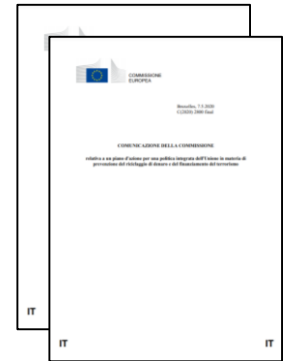 COMMISSIONE
EUROPEA
Bruxelles, 7.5.2020
C(2020) 2800 final
COMUNICAZIONE DELLA COMMISSIONE
relativa a un piano d'azione per una politica integrata dell'Unione in materia di
prevenzione del riciclaggio di denaro e del finanziamento del terrorismo
IT
IT
IT